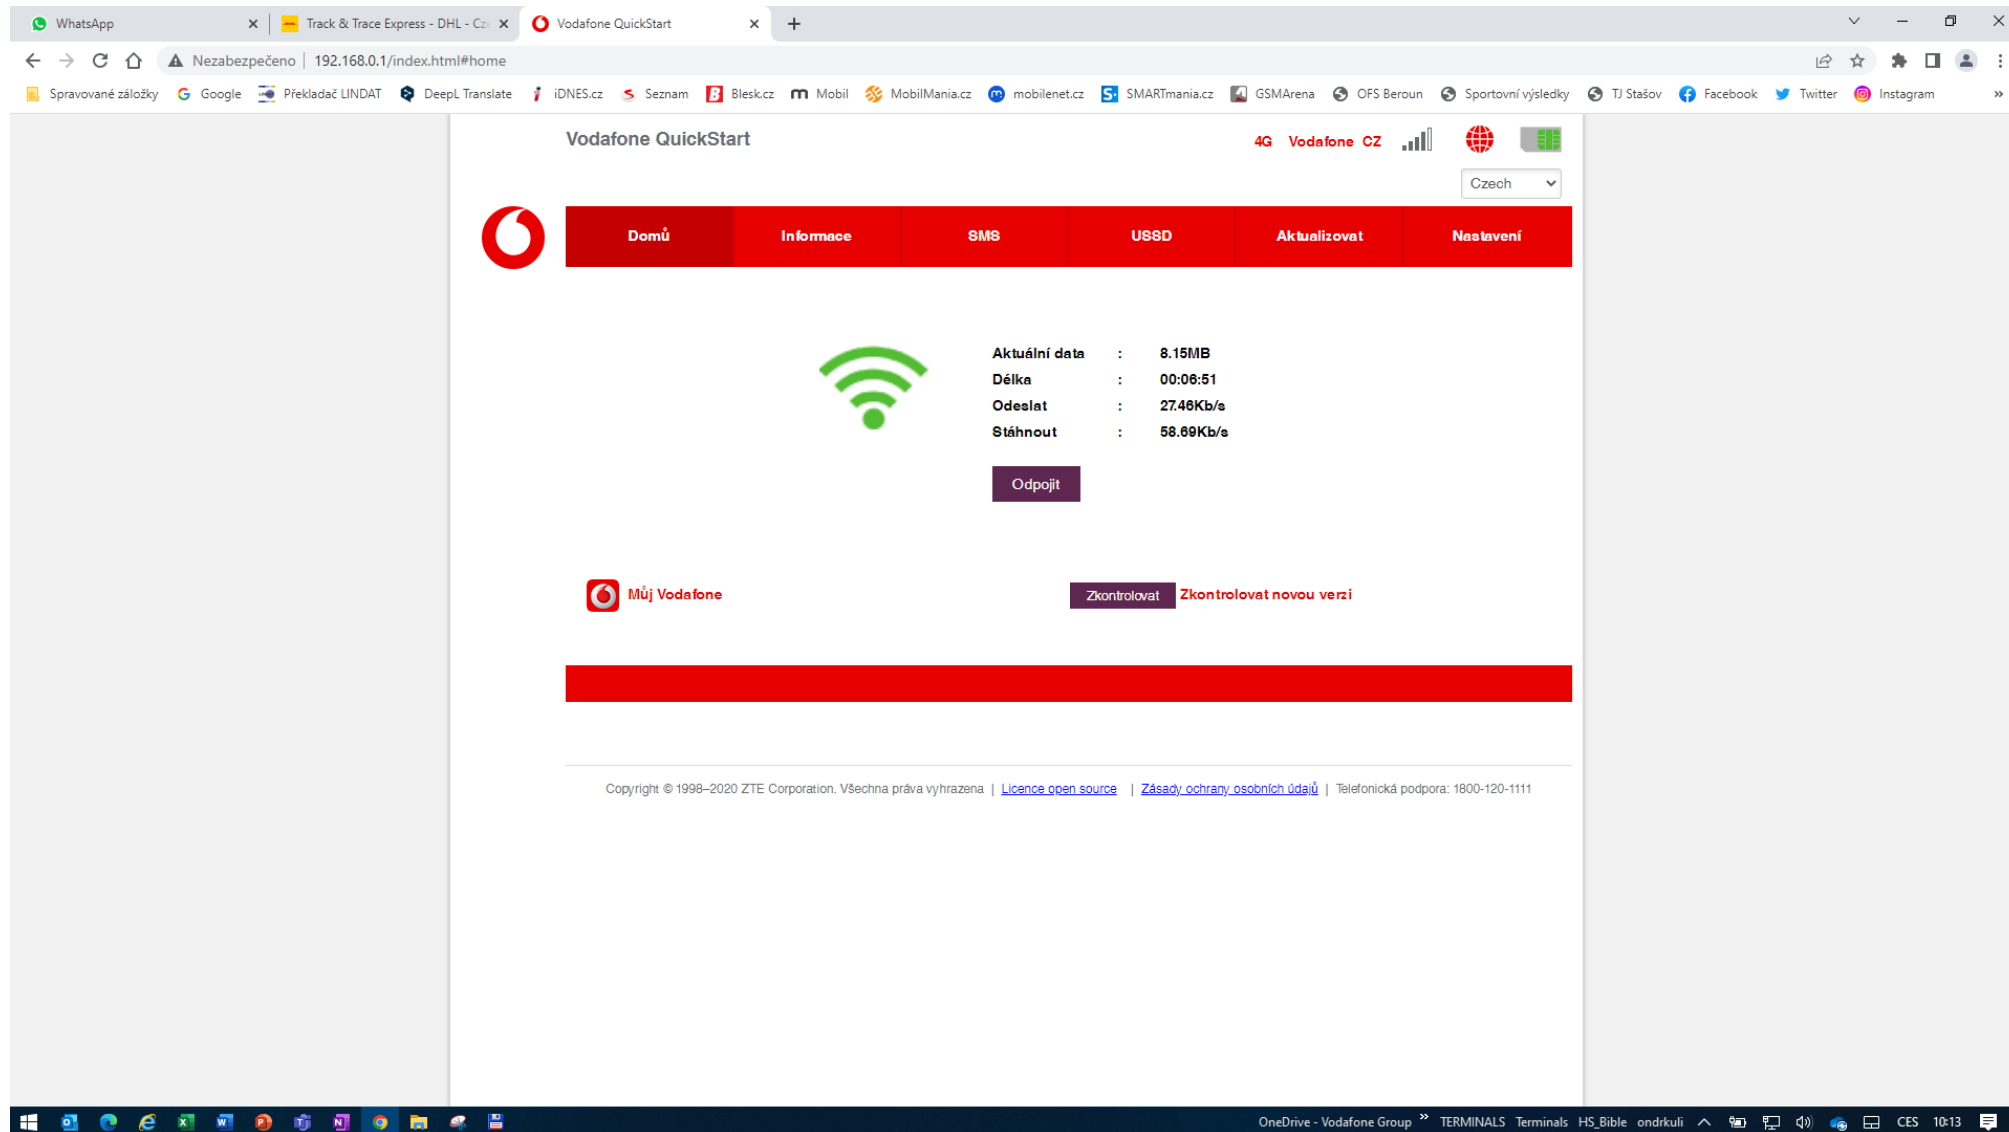 WhatsApp
Track & Trace Express - DHL - Cz
Vodafone QuickStart
Nezabezpečeno 192.168.0.1/index.html#home
Spravované záložky Google Překladač LINDAT DeepL Translate iDNES.cz Seznam Blesk.cz Mobil MobilMania.cz mobilenet.cz SMARTmania.cz GSMArena OFS Beroun Sportovní výsledky TJ Stašov Facebook Twitter Instagram »
Vodafone QuickStart
4G Vodafone CZ
Czech
Domů Informace SMS USSD Aktualizovat Nastavení
Aktuální data : 8.15MB
Délka : 00:06:51
Odeslat : 27.46Kb/s
Stáhnout : 58.69Kb/s
Odpojit
Můj Vodafone
Zkontrolovat Zkontrolovat novou verzi
Copyright © 1998–2020 ZTE Corporation. Všechna práva vyhrazena | Licence open source | Zásady ochrany osobních údajů | Telefonická podpora: 1800-120-1111
OneDrive - Vodafone Group » TERMINALS Terminals HS_Bible ondrkuli CES 10:13